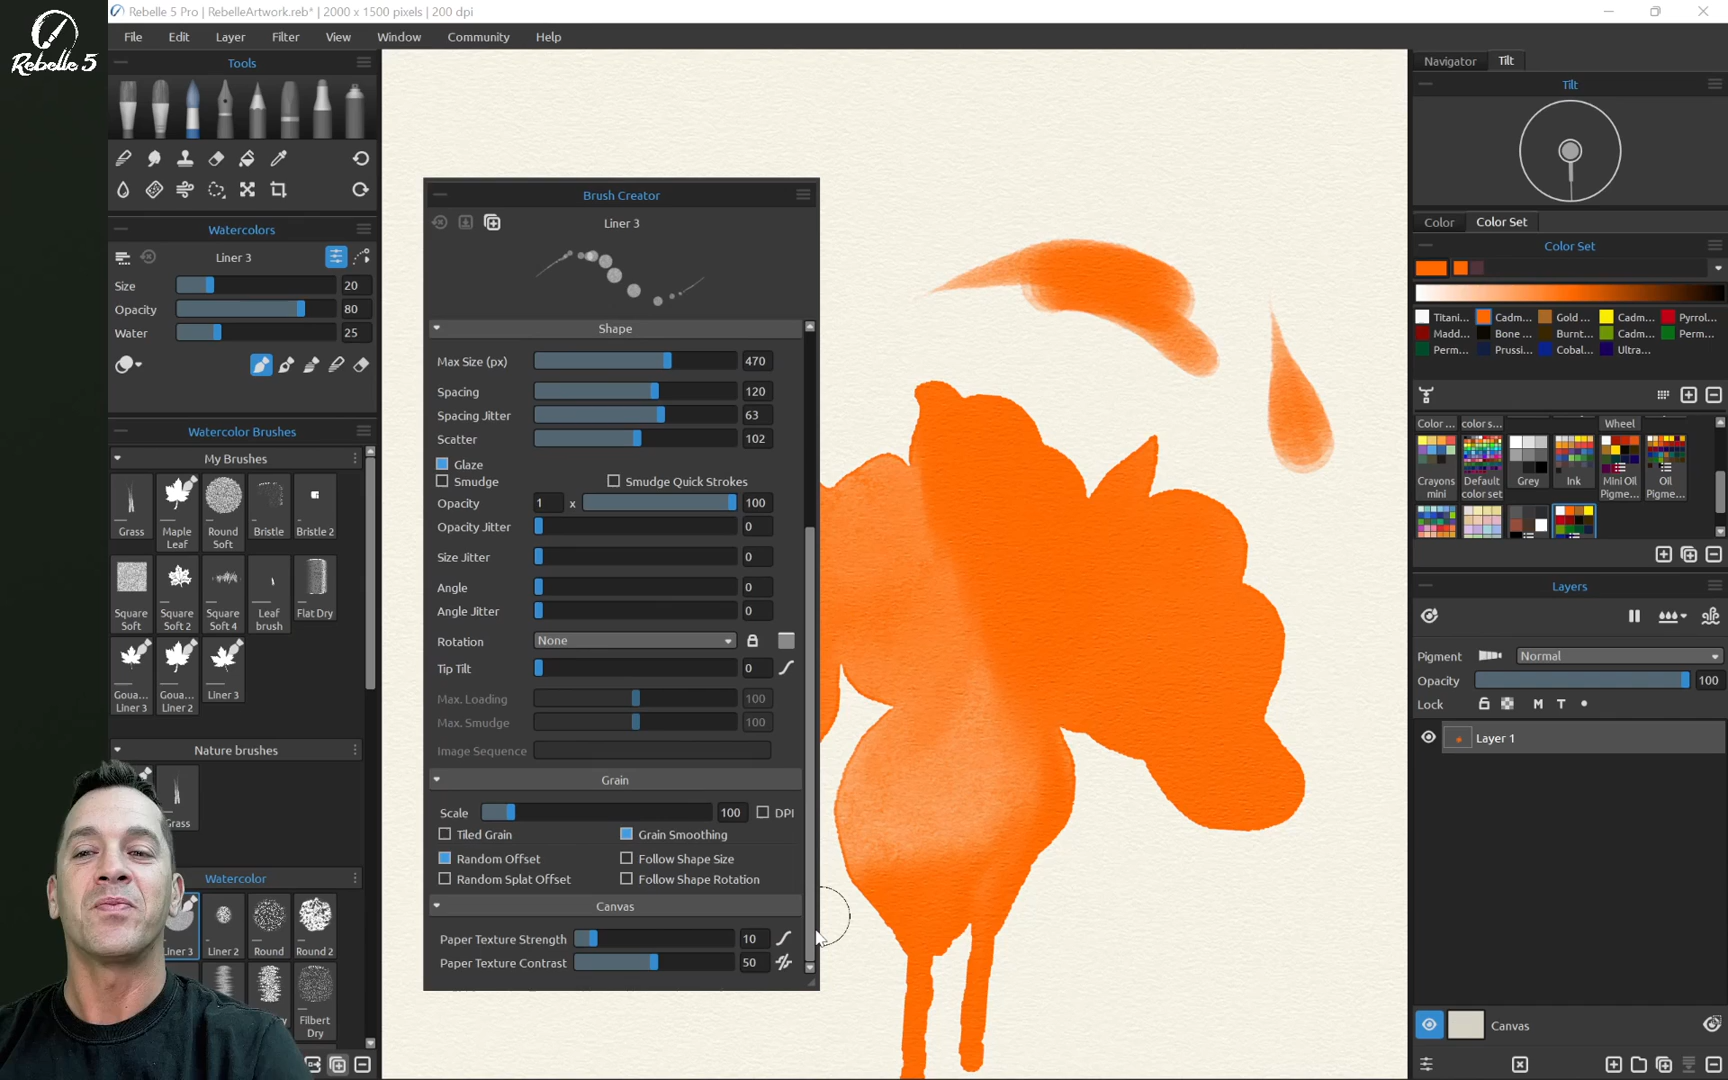 Rebelle 5 Pro | RebelleArtwork.reb* | 2000 x 1500 pixels | 200 dpi
Rebelle 5
File Edit Layer Filter View Window Community Help
Tools
Watercolors
Liner 3
Size 20
Opacity 80
Water 25
Watercolor Brushes
My Brushes
Grass Maple Leaf Round Soft Bristle Bristle 2
Square Soft Square Soft 2 Square Soft 4 Leaf brush Flat Dry
Goua... Liner 3 Goua... Liner 2 Liner 3
Nature brushes
Grass
Watercolor
Liner 3 Liner 2 Round Round 2
Filbert Dry
Brush Creator
Liner 3
Shape
Max Size (px) 470
Spacing 120
Spacing Jitter 63
Scatter 102
Glaze
Smudge Smudge Quick Strokes
Opacity 1 x 100
Opacity Jitter 0
Size Jitter 0
Angle 0
Angle Jitter 0
Rotation None
Tip Tilt 0
Max. Loading 100
Max. Smudge 100
Image Sequence
Grain
Scale 100 DPI
Tiled Grain Grain Smoothing
Random Offset Follow Shape Size
Random Splat Offset Follow Shape Rotation
Canvas
Paper Texture Strength 10
Paper Texture Contrast 50
Navigator Tilt
Tilt
Color Color Set
Color Set
Titani... Cadm... Gold ... Cadm... Pyrrol...
Madd... Bone ... Burnt... Cadm... Perm...
Perm... Prussi... Cobal... Ultra...
Color ... color s... Wheel
Crayons mini Default color set Grey Ink Mini Oil Pigme... Oil Pigme...
Layers
Pigment Normal
Opacity 100
Lock M T
Layer 1
Canvas